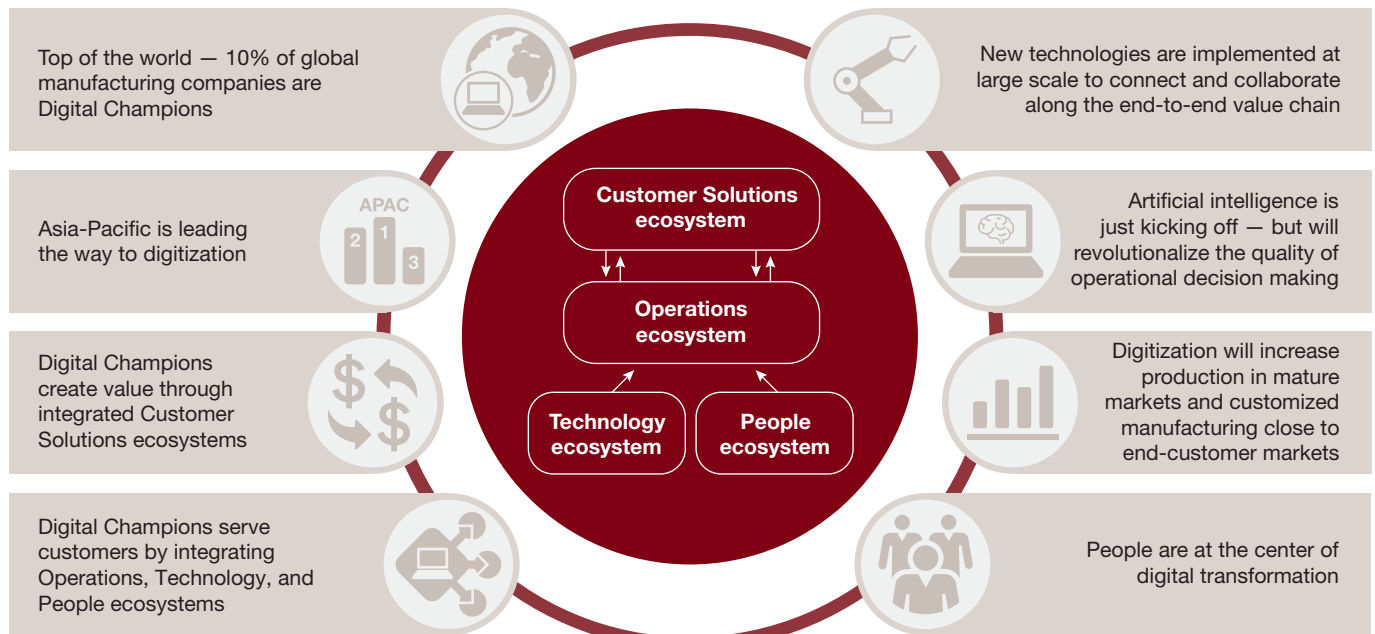 Top of the world — 10% of global
manufacturing companies are
Digital Champions
APAC
2 1 3
Asia-Pacific is leading
the way to digitization
Digital Champions
create value through
integrated Customer
Solutions ecosystems
$
$
Digital Champions serve
customers by integrating
Operations, Technology, and
People ecosystems
Customer Solutions
ecosystem
Operations
ecosystem
Technology
ecosystem
People
ecosystem
New technologies are implemented at
large scale to connect and collaborate
along the end-to-end value chain
Artificial intelligence is
just kicking off — but will
revolutionalize the quality of
operational decision making
Digitization will increase
production in mature
markets and customized
manufacturing close to
end-customer markets
People are at the center of
digital transformation